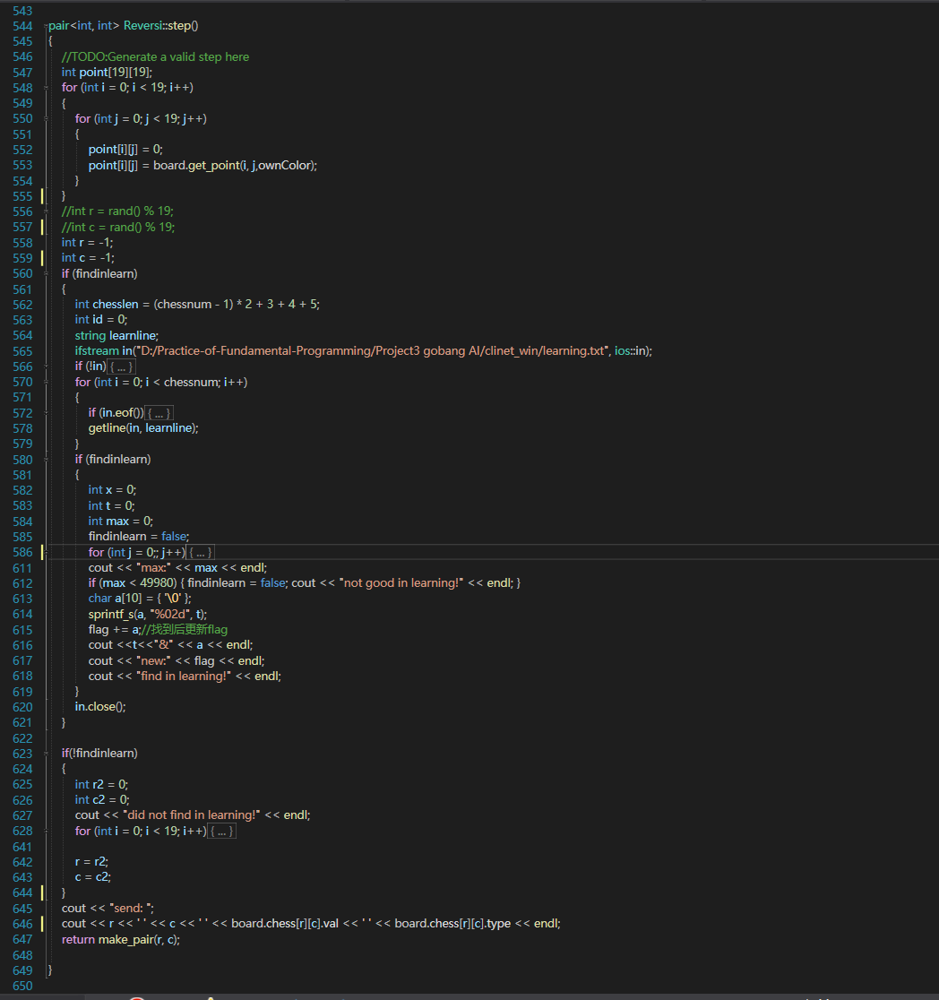 543
544 pair<int, int> Reversi::step()
545 {
546 //TODO:Generate a valid step here
547 int point[19][19];
548 for (int i = 0; i < 19; i++)
549 {
550 for (int j = 0; j < 19; j++)
551 {
552 point[i][j] = 0;
553 point[i][j] = board.get_point(i, j,ownColor);
554 }
555 }
556 //int r = rand() % 19;
557 //int c = rand() % 19;
558 int r = -1;
559 int c = -1;
560 if (findinlearn)
561 {
562 int chesslen = (chessnum - 1) * 2 + 3 + 4 + 5;
563 int id = 0;
564 string learnline;
565 ifstream in("D:/Practice-of-Fundamental-Programming/Project3 gobang AI/clinet_win/learning.txt", ios::in);
566 if (!in){ ... }
570 for (int i = 0; i < chessnum; i++)
571 {
572 if (in.eof()){ ... }
578 getline(in, learnline);
579 }
580 if (findinlearn)
581 {
582 int x = 0;
583 int t = 0;
584 int max = 0;
585 findinlearn = false;
586 for (int j = 0;; j++){ ... }
611 cout << "max:" << max << endl;
612 if (max < 49980) { findinlearn = false; cout << "not good in learning!" << endl; }
613 char a[10] = { '\0' };
614 sprintf_s(a, "%02d", t);
615 flag += a;//找到后更新flag
616 cout <<t<<"&" << a << endl;
617 cout << "new:" << flag << endl;
618 cout << "find in learning!" << endl;
619 }
620 in.close();
621 }
622
623 if(!findinlearn)
624 {
625 int r2 = 0;
626 int c2 = 0;
627 cout << "did not find in learning!" << endl;
628 for (int i = 0; i < 19; i++){ ... }
641
642 r = r2;
643 c = c2;
644 }
645 cout << "send: ";
646 cout << r << ' ' << c << ' ' << board.chess[r][c].val << ' ' << board.chess[r][c].type << endl;
647 return make_pair(r, c);
648
649 }
650